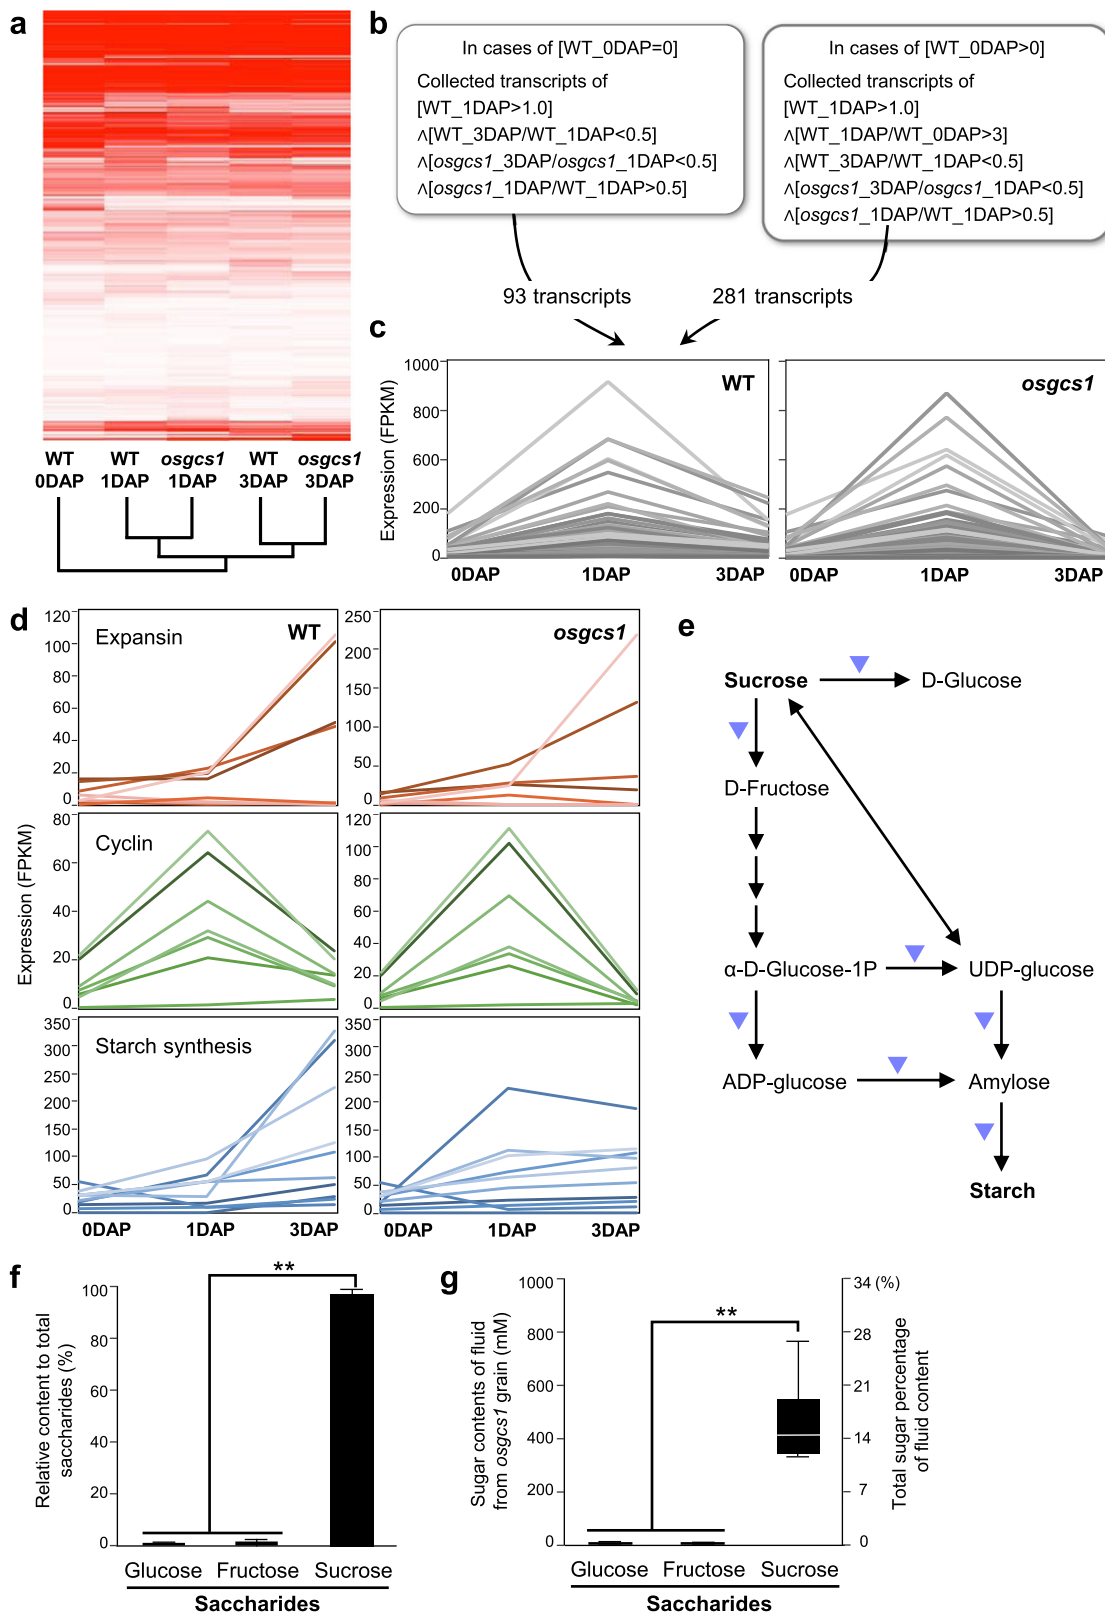 a
WT 0DAP
WT 1DAP
osgcs1 1DAP
WT 3DAP
osgcs1 3DAP
b
In cases of [WT_0DAP=0]
Collected transcripts of
[WT_1DAP>1.0]
∧[WT_3DAP/WT_1DAP<0.5]
∧[osgcs1_3DAP/osgcs1_1DAP<0.5]
∧[osgcs1_1DAP/WT_1DAP>0.5]
In cases of [WT_0DAP>0]
Collected transcripts of
[WT_1DAP>1.0]
∧[WT_1DAP/WT_0DAP>3]
∧[WT_3DAP/WT_1DAP<0.5]
∧[osgcs1_3DAP/osgcs1_1DAP<0.5]
∧[osgcs1_1DAP/WT_1DAP>0.5]
93 transcripts
281 transcripts
c
Expression (FPKM)
1000
800
600
200
0
WT
osgcs1
0DAP 1DAP 3DAP
0DAP 1DAP 3DAP
d
Expression (FPKM)
Expansin
WT
120
100
80
60
40
20
0
osgcs1
250
200
150
100
50
0
Cyclin
80
60
40
20
0
120
100
80
60
40
20
0
Starch synthesis
350
300
250
200
150
100
50
0
350
300
250
200
150
100
50
0
0DAP 1DAP 3DAP
0DAP 1DAP 3DAP
e
Sucrose
D-Glucose
D-Fructose
α-D-Glucose-1P
UDP-glucose
ADP-glucose
Amylose
Starch
f
Relative content to total
saccharides (%)
100
80
60
40
20
0
**
Glucose Fructose Sucrose
Saccharides
g
Sugar contents of fluid
from osgcs1 grain (mM)
1000
800
600
400
200
0
**
34 (%)
28
21
14
7
0
Total sugar percentage
of fluid content
Glucose Fructose Sucrose
Saccharides